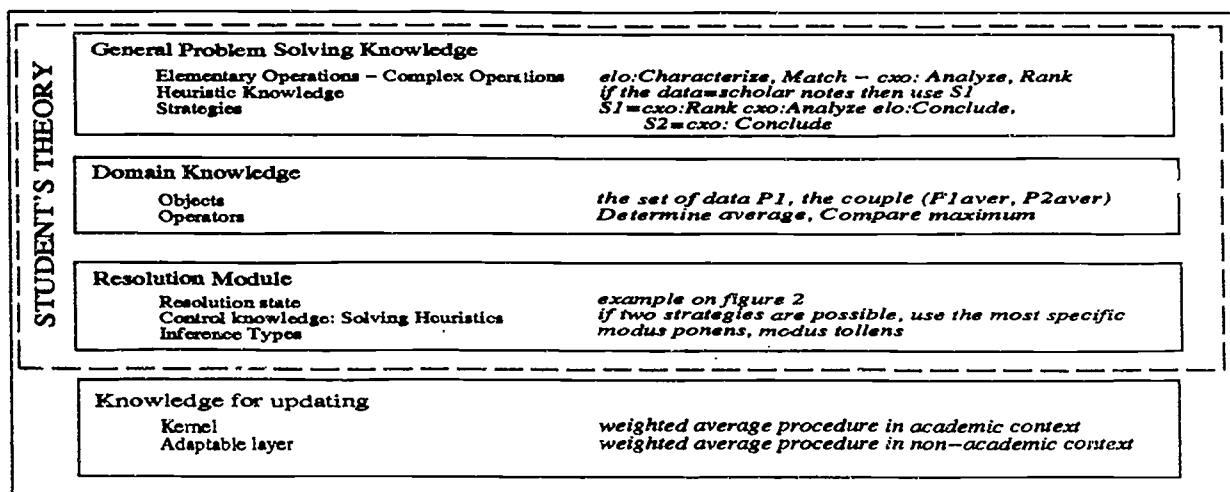 STUDENT'S THEORY
General Problem Solving Knowledge
Elementary Operations – Complex Operations elo:Characterize, Match – cxo: Analyze, Rank
Heuristic Knowledge if the data=scholar notes then use S1
Strategies S1=cxo:Rank cxo:Analyze elo:Conclude,
S2=cxo: Conclude
Domain Knowledge
Objects the set of data P1, the couple (P1aver, P2aver)
Operators Determine average, Compare maximum
Resolution Module
Resolution state example on figure 2
Control knowledge: Solving Heuristics if two strategies are possible, use the most specific
Inference Types modus ponens, modus tollens
Knowledge for updating
Kernel weighted average procedure in academic context
Adaptable layer weighted average procedure in non–academic context